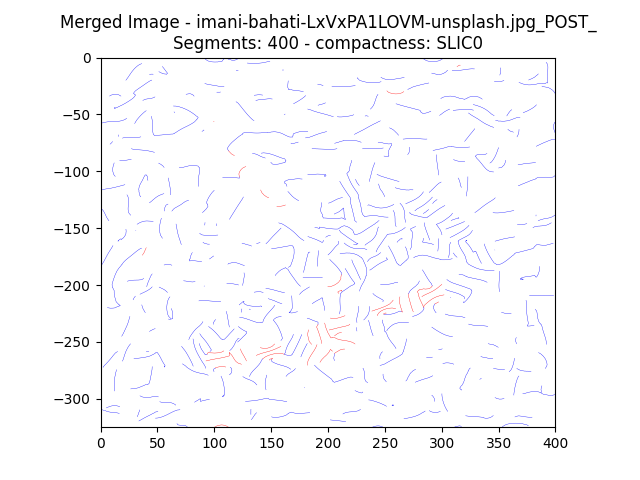 Merged Image - imani-bahati-LxVxPA1LOVM-unsplash.jpg_POST_
Segments: 400 - compactness: SLIC0
0
−50
−100
−150
−200
−250
−300
0 50 100 150 200 250 300 350 400